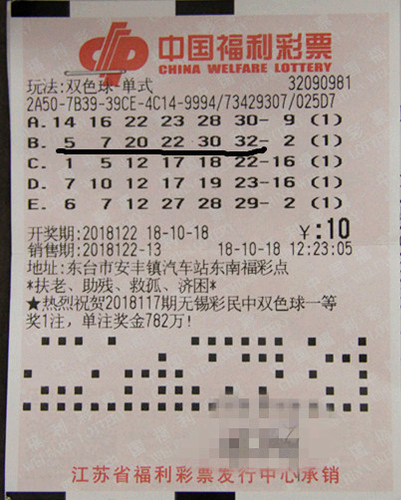 中国福利彩票
CHINA WELFARE LOTTERY
玩法:双色球·单式 32090981
2A50-7B39-39CE-4C14-9994/73429307/025D7
A.14 16 22 23 28 30- 9 (1)
B. 5 7 20 22 30 32- 2 (1)
C. 1 5 12 17 18 22-16 (1)
D. 7 10 12 17 19 23-16 (1)
E. 6 7 12 27 28 29- 2 (1)
开奖期:2018122 18-10-18 ¥:10
销售期:2018122-13 18-10-18 12:23:05
地址:东台市安丰镇汽车站东南福彩点
*扶老、助残、救孤、济困*
★热烈祝贺2018117期无锡彩民中双色球一等
奖1注,单注奖金782万!
江苏省福利彩票发行中心承销